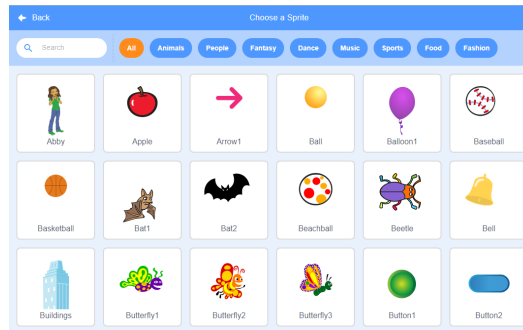 Back
Choose a Sprite
Search
All Animals People Fantasy Dance Music Sports Food Fashion
Abby Apple Arrow1 Ball Balloon1 Baseball
Basketball Bat1 Bat2 Beachball Beetle Bell
Buildings Butterfly1 Butterfly2 Butterfly3 Button1 Button2